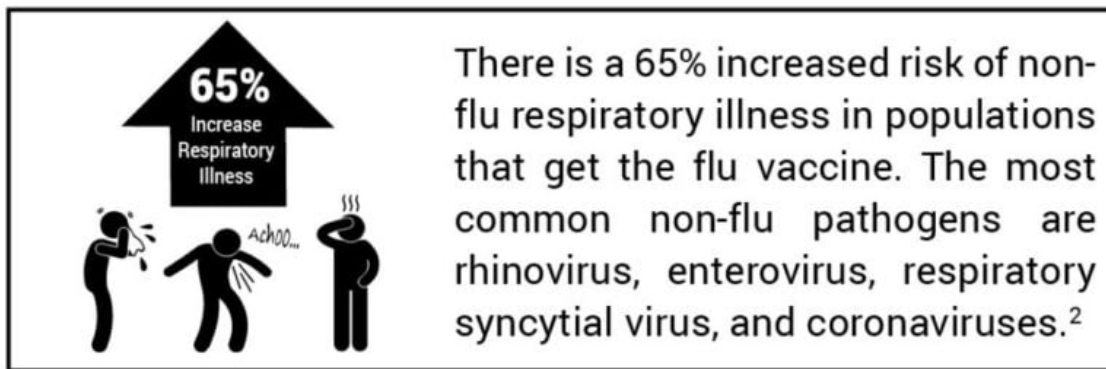 65%
Increase
Respiratory
Illness
Achoo...
There is a 65% increased risk of non-
flu respiratory illness in populations
that get the flu vaccine. The most
common non-flu pathogens are
rhinovirus, enterovirus, respiratory
syncytial virus, and coronaviruses.²